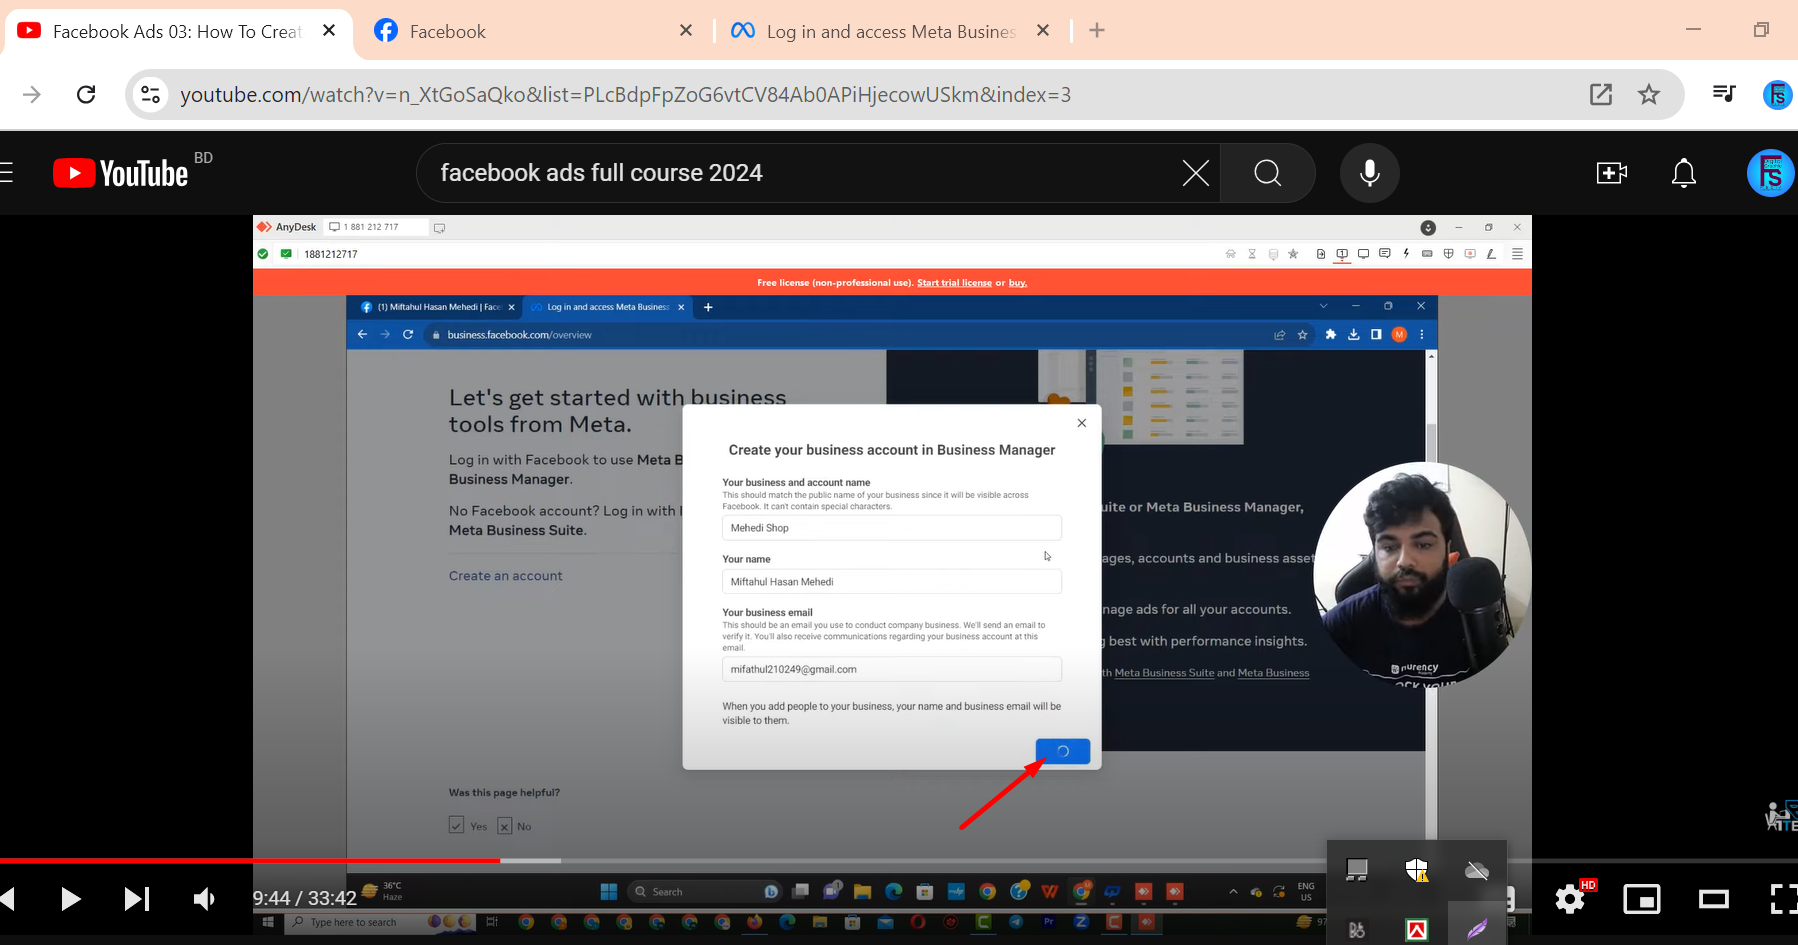 Facebook Ads 03: How To Creat
Facebook
Log in and access Meta Busines
youtube.com/watch?v=n_XtGoSaQko&list=PLcBdpFpZoG6vtCV84Ab0APiHjecowUSkm&index=3
YouTube BD
facebook ads full course 2024
AnyDesk
1 881 212 717
1881212717
Free license (non-professional use). Start trial license or buy.
(1) Miftahul Hasan Mehedi | Face
Log in and access Meta Business
business.facebook.com/overview
M
Let's get started with business
tools from Meta.
Log in with Facebook to use Meta B
Business Manager.
No Facebook account? Log in with
Meta Business Suite.
Create an account
Create your business account in Business Manager
Your business and account name
This should match the public name of your business since it will be visible across
Facebook. It can't contain special characters.
Mehedi Shop
Your name
Miftahul Hasan Mehedi
Your business email
This should be an email you use to conduct company business. We'll send an email to
verify it. You'll also receive communications regarding your business account at this
email.
mifathul210249@gmail.com
When you add people to your business, your name and business email will be
visible to them.
uite or Meta Business Manager,
ages, accounts and business asset
nage ads for all your accounts.
g best with performance insights.
th Meta Business Suite and Meta Business
Was this page helpful?
Yes
No
9:44 / 33:42
36°C
Haze
Search
ENG
US
HD
Type here to search